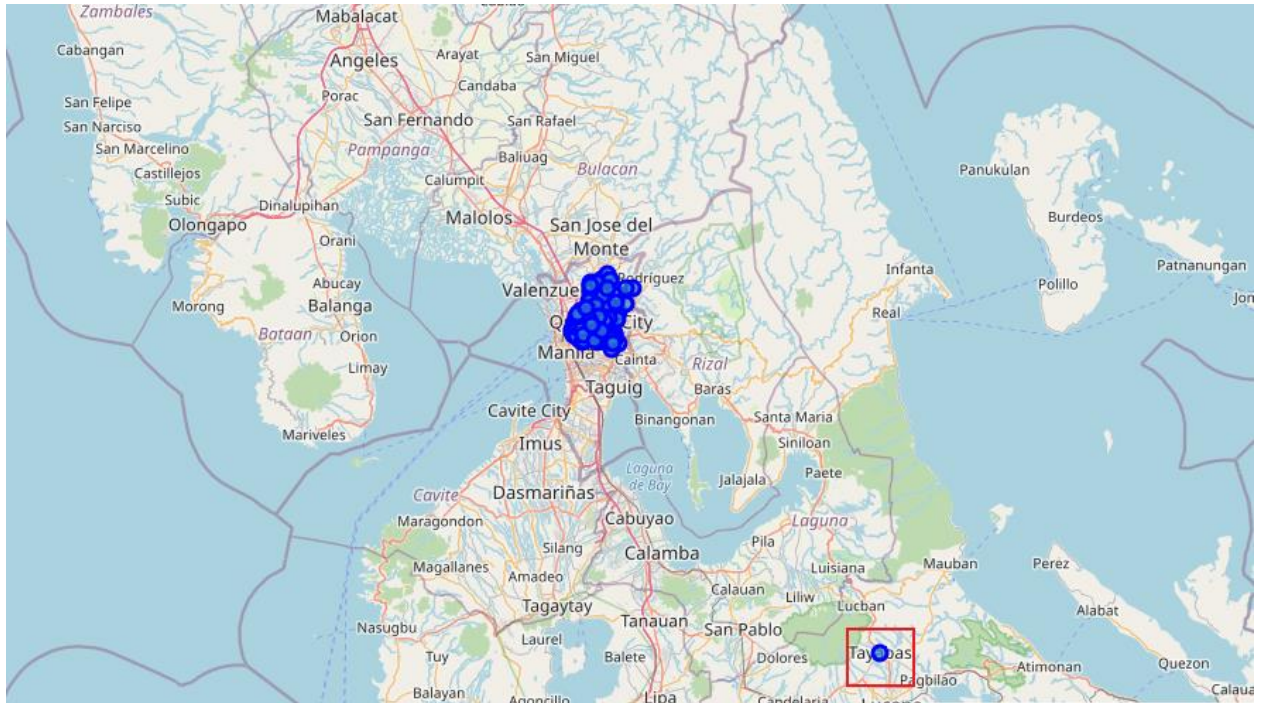 Zambales
Mabalacat
Cabangan
Angeles
Arayat
San Miguel
Candaba
San Felipe
Porac
San Fernando
San Rafael
San Narciso
San Marcelino
Pampanga
Baliuag
Bulacan
Castillejos
Calumpit
Panukulan
Subic
Dinalupihan
Malolos
San Jose del
Monte
Burdeos
Olongapo
Orani
Patnanungan
Abucay
Rodriguez
Infanta
Polillo
Morong
Balanga
Valenzue
Real
Jon
Bataan
Orion
Q City
Manila
Cainta
Rizal
Limay
Taguig
Baras
Cavite City
Binangonan
Santa Maria
Mariveles
Imus
Siniloan
Laguna
de Bay
Jalajala
Paete
Cavite
Dasmariñas
Maragondon
Cabuyao
Laguna
Silang
Calamba
Pila
Magallanes
Amadeo
Luisiana
Mauban
Perez
Calauan
Liliw
Lucban
Tagaytay
Alabat
Nasugbu
Tanauan
San Pablo
Laurel
Tuy
Balete
Dolores
Tay bas
Atimonan
Quezon
Pagbilao
Balayan
Lipa
Calaua